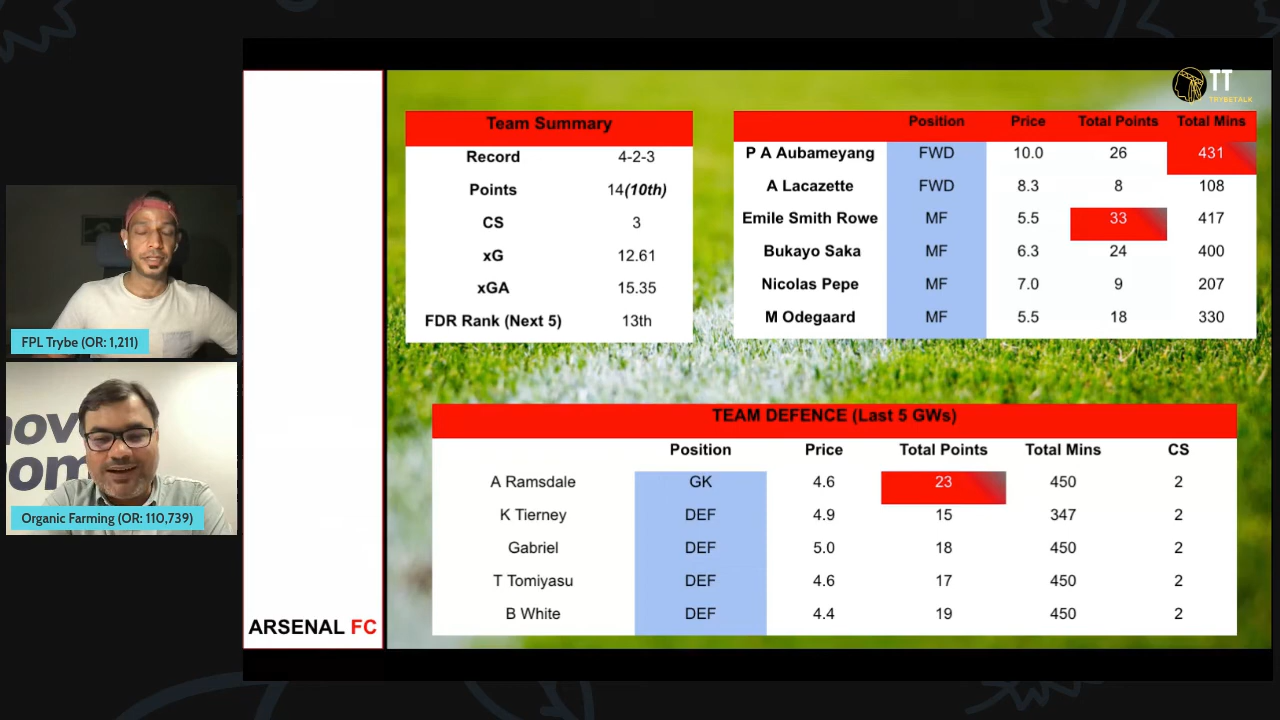 TT
TRYBETALK
Team Summary
Record 4-2-3
Points 14(10th)
CS 3
xG 12.61
xGA 15.35
FDR Rank (Next 5) 13th
Position Price Total Points Total Mins
P A Aubameyang FWD 10.0 26 431
A Lacazette FWD 8.3 8 108
Emile Smith Rowe MF 5.5 33 417
Bukayo Saka MF 6.3 24 400
Nicolas Pepe MF 7.0 9 207
M Odegaard MF 5.5 18 330
FPL Trybe (OR: 1,211)
Organic Farming (OR: 110,739)
TEAM DEFENCE (Last 5 GWs)
Position Price Total Points Total Mins CS
A Ramsdale GK 4.6 23 450 2
K Tierney DEF 4.9 15 347 2
Gabriel DEF 5.0 18 450 2
T Tomiyasu DEF 4.6 17 450 2
B White DEF 4.4 19 450 2
ARSENAL FC